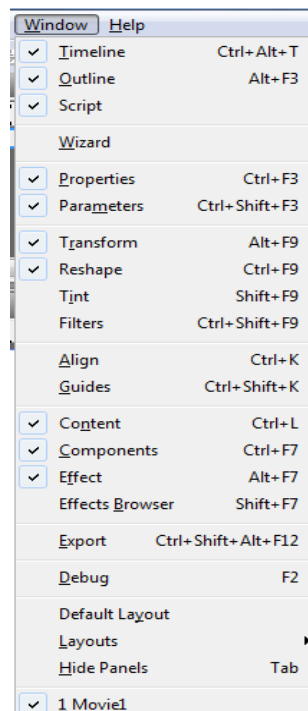 Window Help
Timeline Ctrl+Alt+T
Outline Alt+F3
Script
Wizard
Properties Ctrl+F3
Parameters Ctrl+Shift+F3
Transform Alt+F9
Reshape Ctrl+F9
Tint Shift+F9
Filters Ctrl+Shift+F9
Align Ctrl+K
Guides Ctrl+Shift+K
Content Ctrl+L
Components Ctrl+F7
Effect Alt+F7
Effects Browser Shift+F7
Export Ctrl+Shift+Alt+F12
Debug F2
Default Layout
Layouts
Hide Panels Tab
1 Movie1